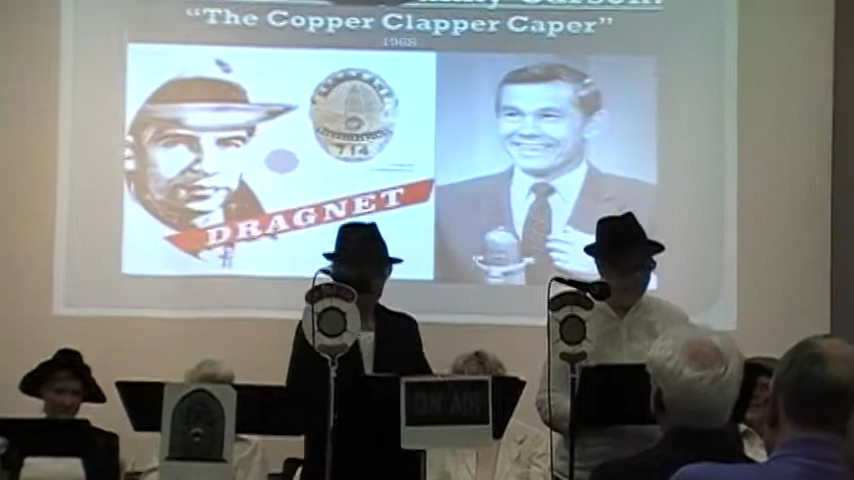 "The Copper Clapper Caper"
1968
714
DRAGNET
ON AIR